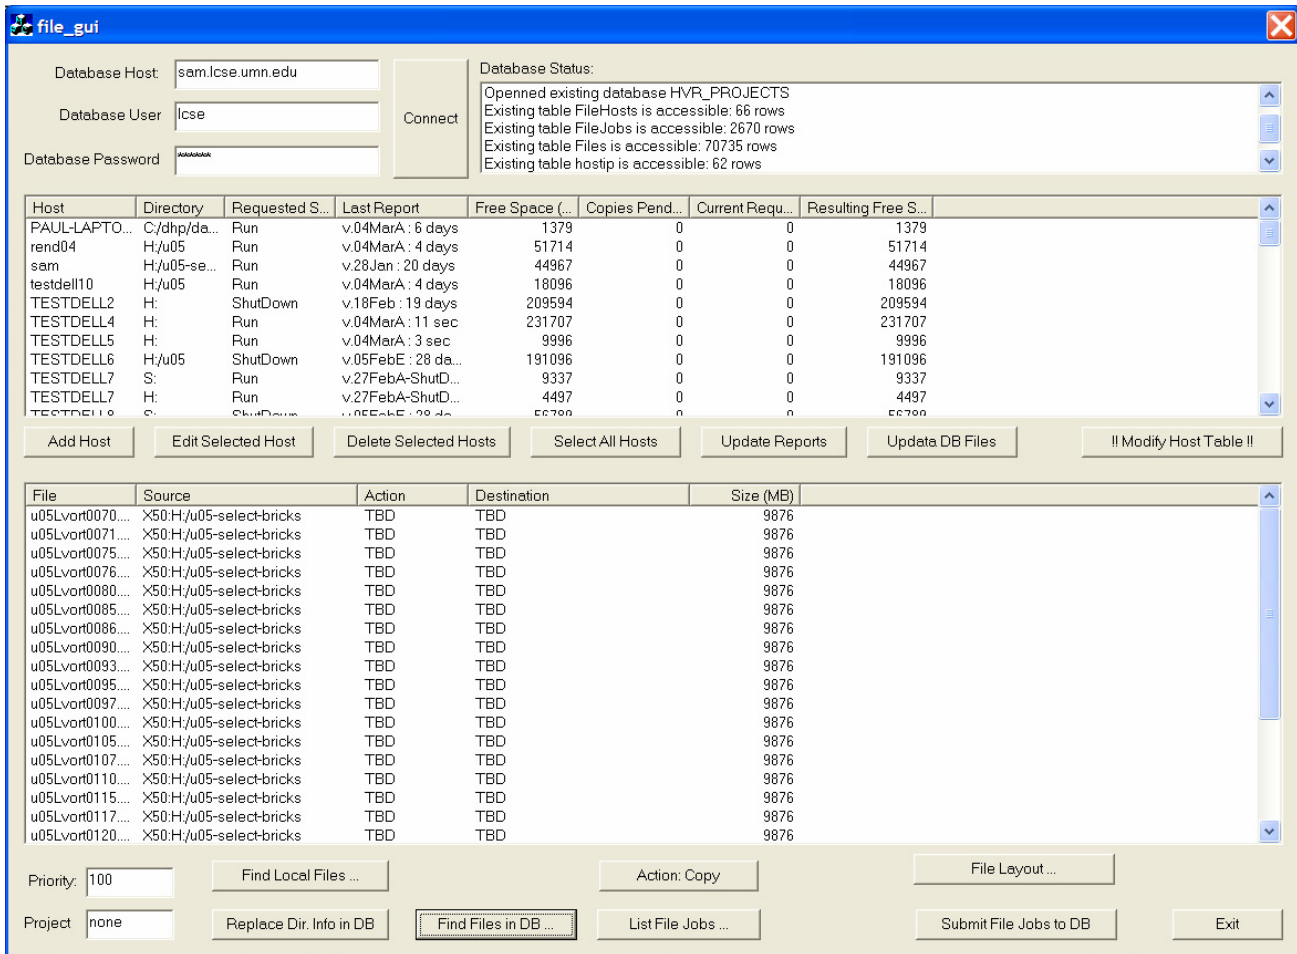 file_gui
Database Host: sam.lcse.umn.edu
Database User lcse
Database Password ******
Connect
Database Status:
Openned existing database HVR_PROJECTS
Existing table FileHosts is accessible: 66 rows
Existing table FileJobs is accessible: 2670 rows
Existing table Files is accessible: 70735 rows
Existing table hostip is accessible: 62 rows
Host Directory Requested S... Last Report Free Space (... Copies Pend... Current Requ... Resulting Free S...
PAUL-LAPTO... C:/dhp/da... Run v.04MarA : 6 days 1379 0 0 1379
rend04 H:/u05 Run v.04MarA : 4 days 51714 0 0 51714
sam H:/u05-se... Run v.28Jan : 20 days 44967 0 0 44967
testdell10 H:/u05 Run v.04MarA : 4 days 18096 0 0 18096
TESTDELL2 H: ShutDown v.18Feb : 19 days 209594 0 0 209594
TESTDELL4 H: Run v.04MarA : 11 sec 231707 0 0 231707
TESTDELL5 H: Run v.04MarA : 3 sec 9996 0 0 9996
TESTDELL6 H:/u05 ShutDown v.05FebE : 28 da... 191096 0 0 191096
TESTDELL7 S: Run v.27FebA-ShutD... 9337 0 0 9337
TESTDELL7 H: Run v.27FebA-ShutD... 4497 0 0 4497
TESTDELL8 S: ShutDown v.05FebE : 28 da... 56789 0 0 56789
Add Host Edit Selected Host Delete Selected Hosts Select All Hosts Update Reports Updata DB Files !! Modify Host Table !!
File Source Action Destination Size (MB)
u05Lvort0070.... X50:H:/u05-select-bricks TBD TBD 9876
u05Lvort0071.... X50:H:/u05-select-bricks TBD TBD 9876
u05Lvort0075.... X50:H:/u05-select-bricks TBD TBD 9876
u05Lvort0076.... X50:H:/u05-select-bricks TBD TBD 9876
u05Lvort0080.... X50:H:/u05-select-bricks TBD TBD 9876
u05Lvort0085.... X50:H:/u05-select-bricks TBD TBD 9876
u05Lvort0086.... X50:H:/u05-select-bricks TBD TBD 9876
u05Lvort0090.... X50:H:/u05-select-bricks TBD TBD 9876
u05Lvort0093.... X50:H:/u05-select-bricks TBD TBD 9876
u05Lvort0095.... X50:H:/u05-select-bricks TBD TBD 9876
u05Lvort0097.... X50:H:/u05-select-bricks TBD TBD 9876
u05Lvort0100.... X50:H:/u05-select-bricks TBD TBD 9876
u05Lvort0105.... X50:H:/u05-select-bricks TBD TBD 9876
u05Lvort0107.... X50:H:/u05-select-bricks TBD TBD 9876
u05Lvort0110.... X50:H:/u05-select-bricks TBD TBD 9876
u05Lvort0115.... X50:H:/u05-select-bricks TBD TBD 9876
u05Lvort0117.... X50:H:/u05-select-bricks TBD TBD 9876
u05Lvort0120.... X50:H:/u05-select-bricks TBD TBD 9876
Priority: 100 Find Local Files ... Action: Copy File Layout ...
Project none Replace Dir. Info in DB Find Files in DB ... List File Jobs ... Submit File Jobs to DB Exit